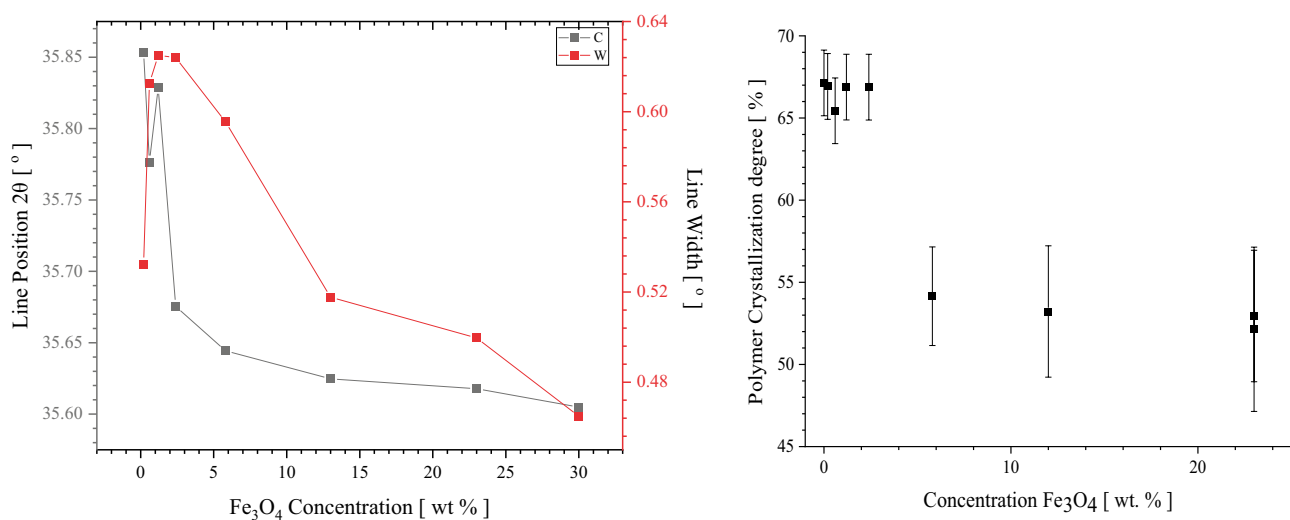 35.85
35.80
35.75
35.70
35.65
35.60
Line Position 2θ [ º ]
0 5 10 15 20 25 30
Fe₃O₄ Concentration [ wt % ]
0.64
0.60
0.56
0.52
0.48
Line Width [ º ]
C
W
70
65
60
55
50
45
Polymer Crystallization degree [ % ]
0 10 20
Concentration Fe3O4 [ wt. % ]